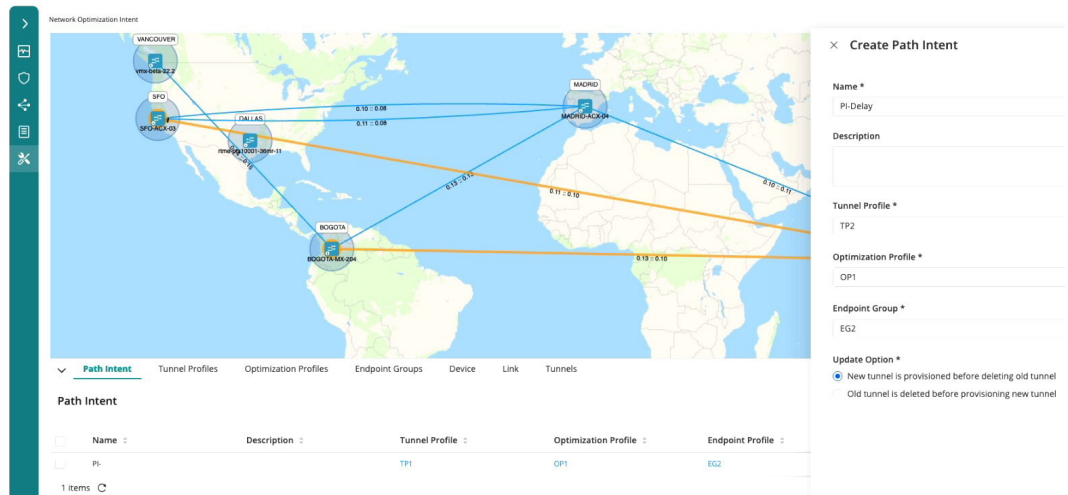 Network Optimization Intent
VANCOUVER
vmx-beta-22.2
SFO
SFO-ACX-03
DALLAS
MADRID
MADRID-ACX-04
0.10 :: 0.08
0.11 :: 0.08
0.13 :: 0.12
0.11 :: 0.10
0.10 :: 0.11
BOGOTA
BOGOTA-MX-204
0.13 :: 0.10
Path Intent
Tunnel Profiles
Optimization Profiles
Endpoint Groups
Device
Link
Tunnels
Path Intent
Name
Description
Tunnel Profile
Optimization Profile
Endpoint Profile
PI-
TP1
OP1
EG2
1 items
Create Path Intent
Name *
PI-Delay
Description
Tunnel Profile *
TP2
Optimization Profile *
OP1
Endpoint Group *
EG2
Update Option *
New tunnel is provisioned before deleting old tunnel
Old tunnel is deleted before provisioning new tunnel